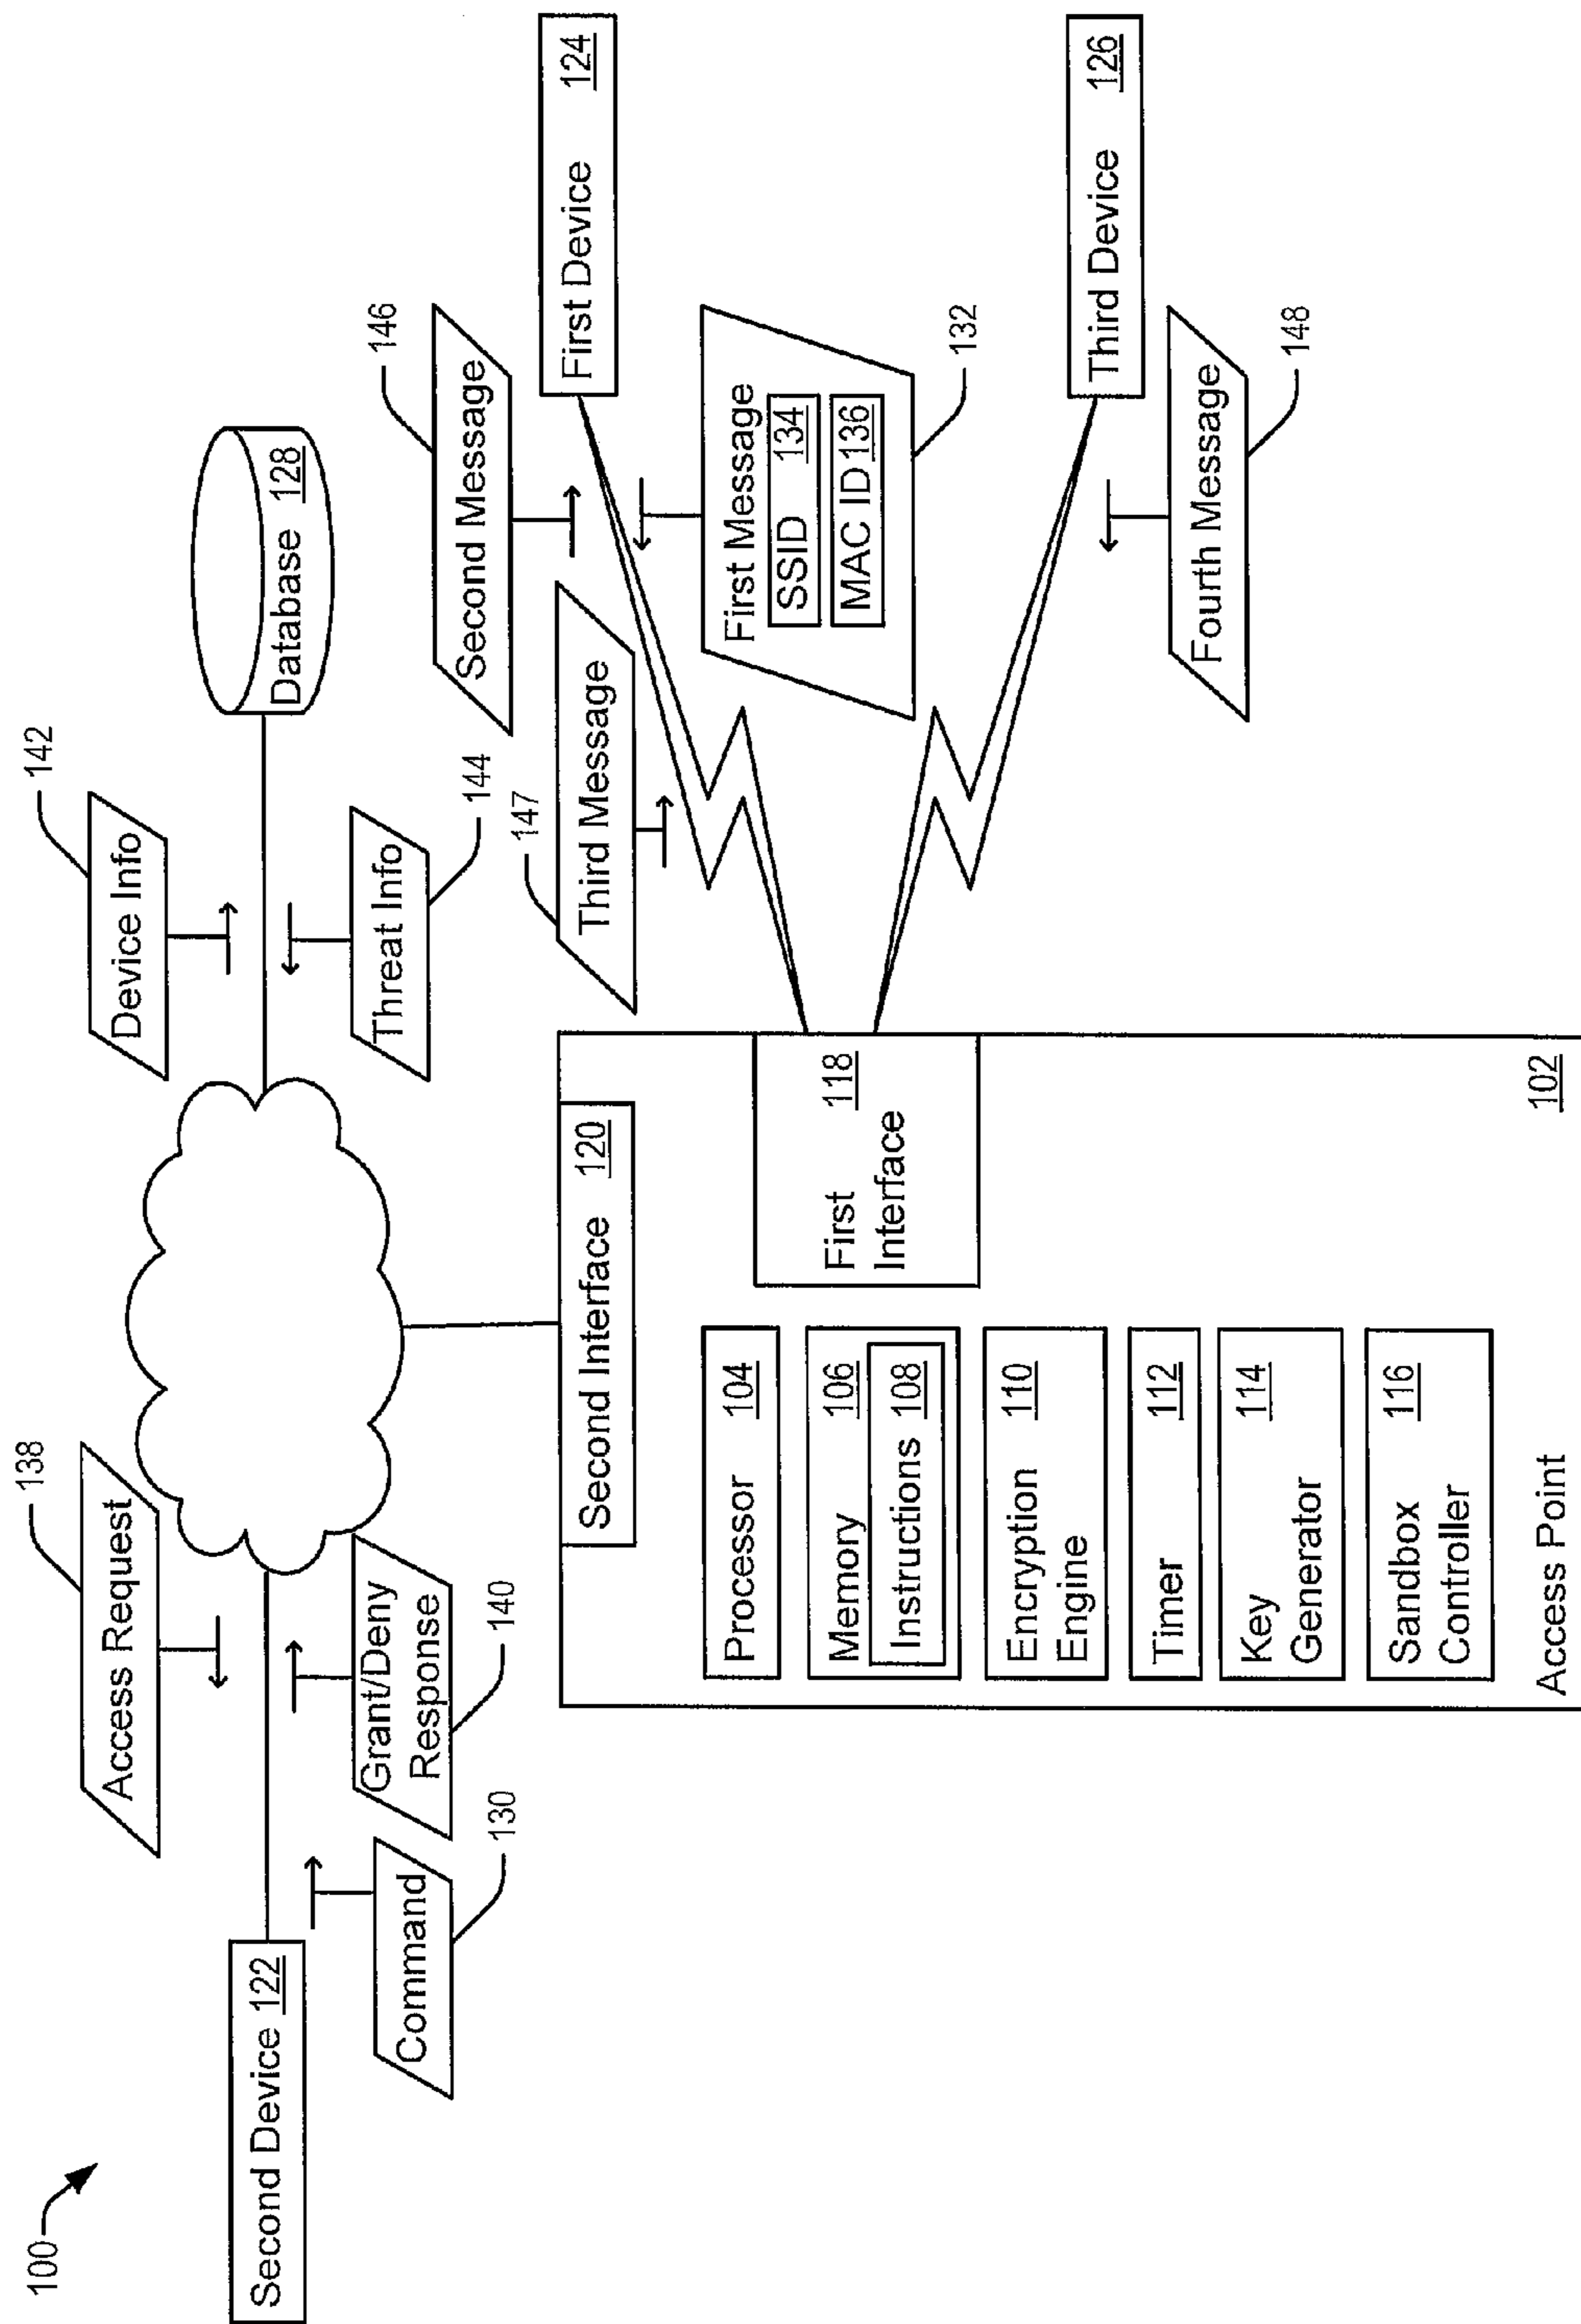 100
Second Device 122
138
Access Request
Grant/Deny
Response
140
Command
130
142
Device Info
Threat Info
144
Database 128
146
Second Message
147
Third Message
First Device 124
First Message
SSID 134
MAC ID 136
132
Third Device 126
Fourth Message
148
Second Interface 120
First
Interface
118
Processor 104
Memory 106
Instructions 108
Encryption
Engine
110
Timer 112
Key
Generator
114
Sandbox
Controller
116
Access Point
102